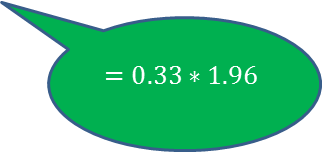 = 0.33 ∗ 1.96